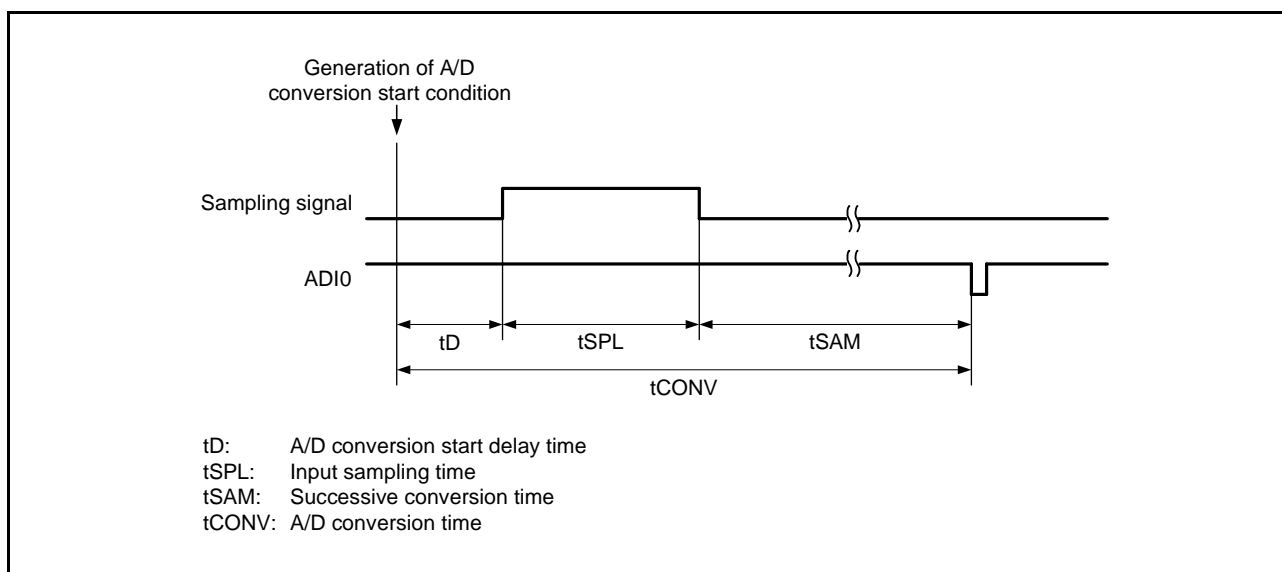 Generation of A/D
conversion start condition
Sampling signal
ADI0
tD
tSPL
tSAM
tCONV
tD: A/D conversion start delay time
tSPL: Input sampling time
tSAM: Successive conversion time
tCONV: A/D conversion time